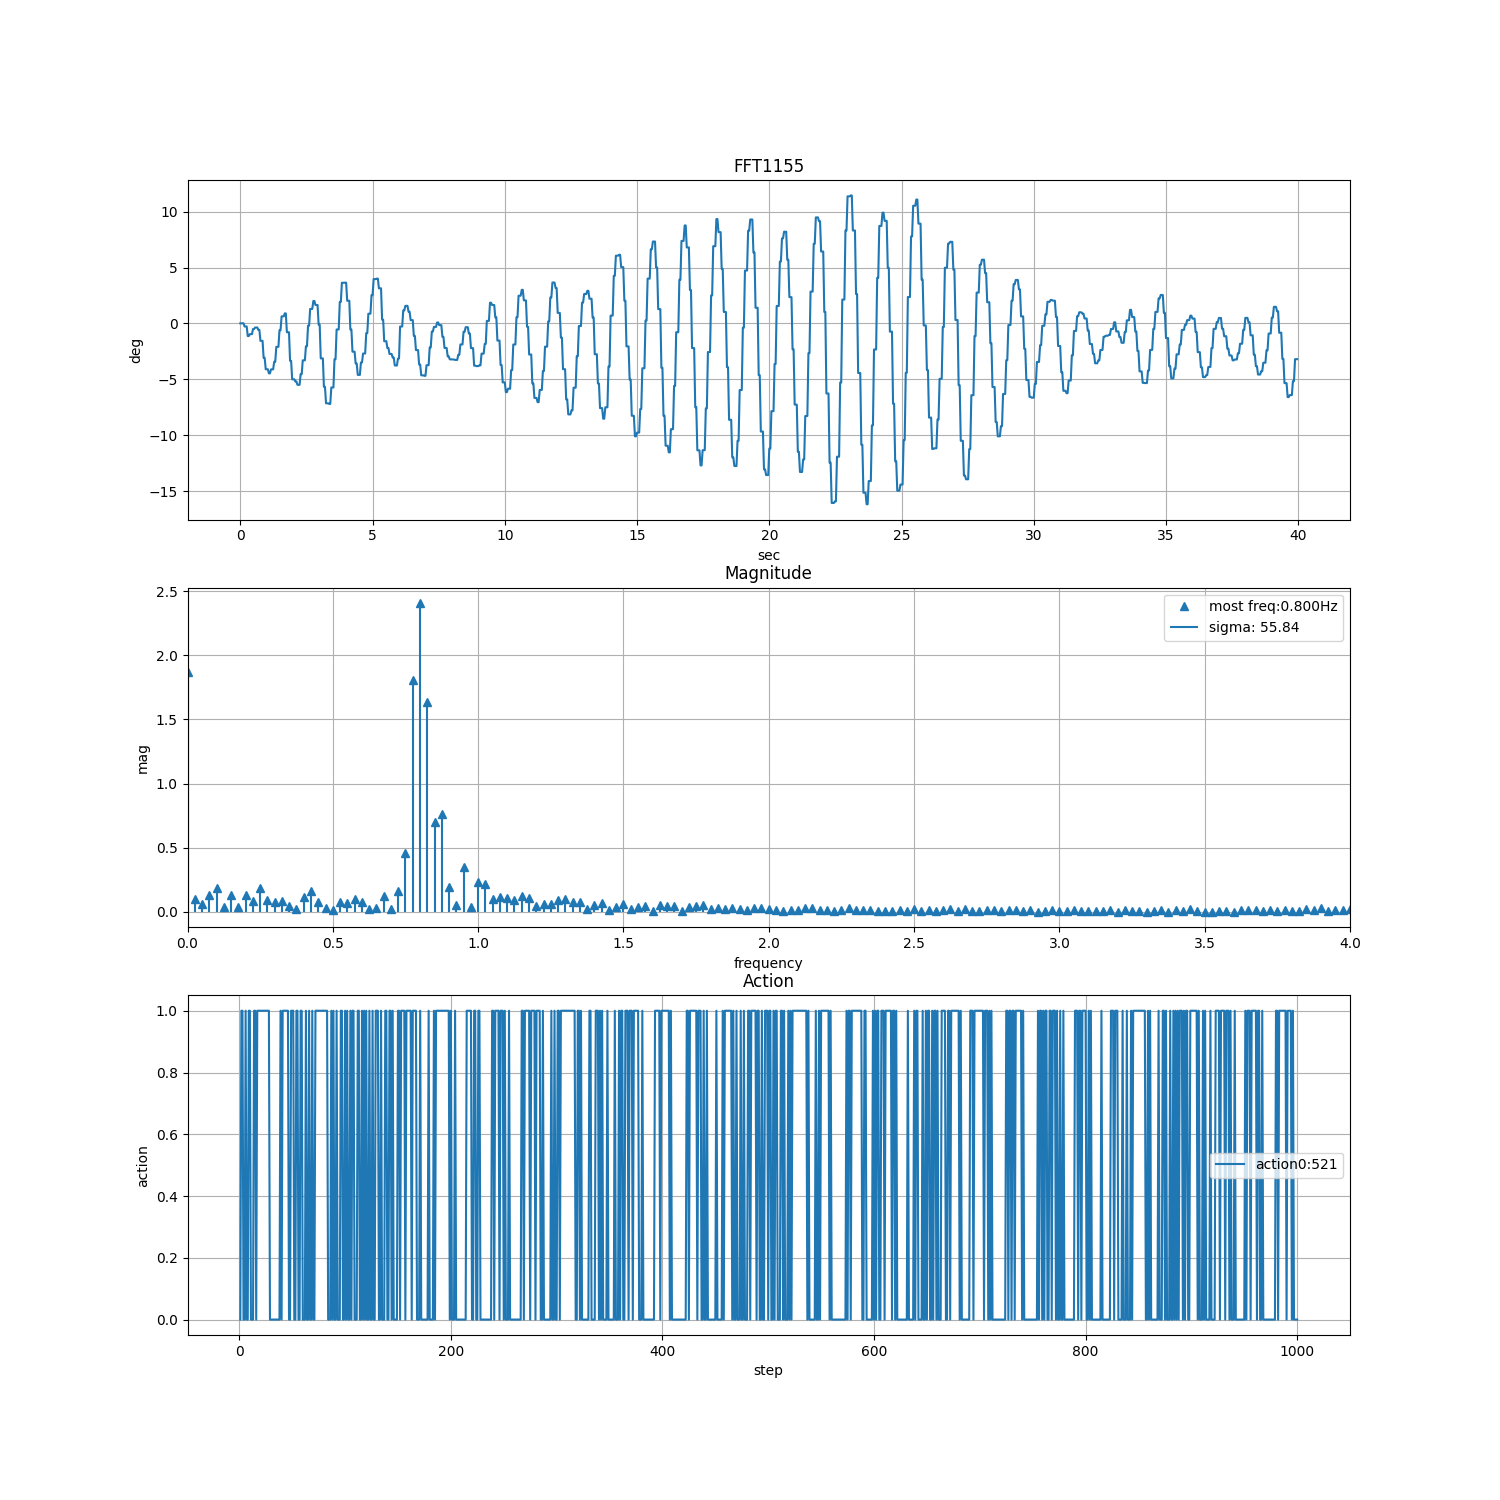 FFT1155
10
5
0
−5
−10
−15
deg
0 5 10 15 20 25 30 35 40
sec
Magnitude
2.5
2.0
1.5
1.0
0.5
0.0
mag
most freq:0.800Hz
sigma: 55.84
0.0 0.5 1.0 1.5 2.0 2.5 3.0 3.5 4.0
frequency
Action
1.0
0.8
0.6
0.4
0.2
0.0
action
action0:521
0 200 400 600 800 1000
step